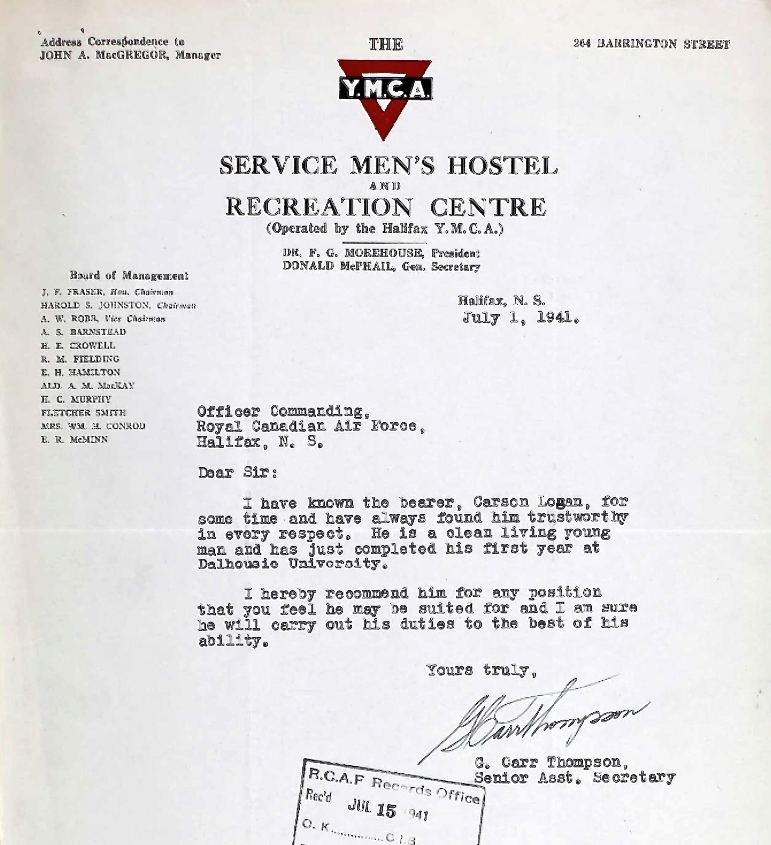 Address Correspondence to
JOHN A. MacGREGOR, Manager
THE
264 BARRINGTON STREET
Y.M.C.A.
SERVICE MEN'S HOSTEL
AND
RECREATION CENTRE
(Operated by the Halifax Y.M.C.A.)
DR. F. G. MOREHOUSE, President
DONALD McPHAIL, Gen. Secretary
Board of Management
J. F. FRASER, Hon. Chairman
HAROLD S. JOHNSTON, Chairman
A. W. ROBB, Vice Chairman
A. S. BARNSTEAD
H. E. CROWELL
R. M. FIELDING
E. H. HAMILTON
ALD. A. M. MacKAY
H. C. MURPHY
FLETCHER SMITH
MRS. WM. H. CONROD
E. R. McMINN
Halifax, N. S.
July 1, 1941.
Officer Commanding,
Royal Canadian Air Force,
Halifax, N. S.
Dear Sir:
I have known the bearer, Carson Logan, for
some time and have always found him trustworthy
in every respect. He is a clean living young
man and has just completed his first year at
Dalhousie University.
I hereby recommend him for any position
that you feel he may be suited for and I am sure
he will carry out his duties to the best of his
ability.
Yours truly,
G Carr Thompson
G. Carr Thompson,
Senior Asst. Secretary
R.C.A.F Records Office
Rec'd JUL 15 1941
O. K.